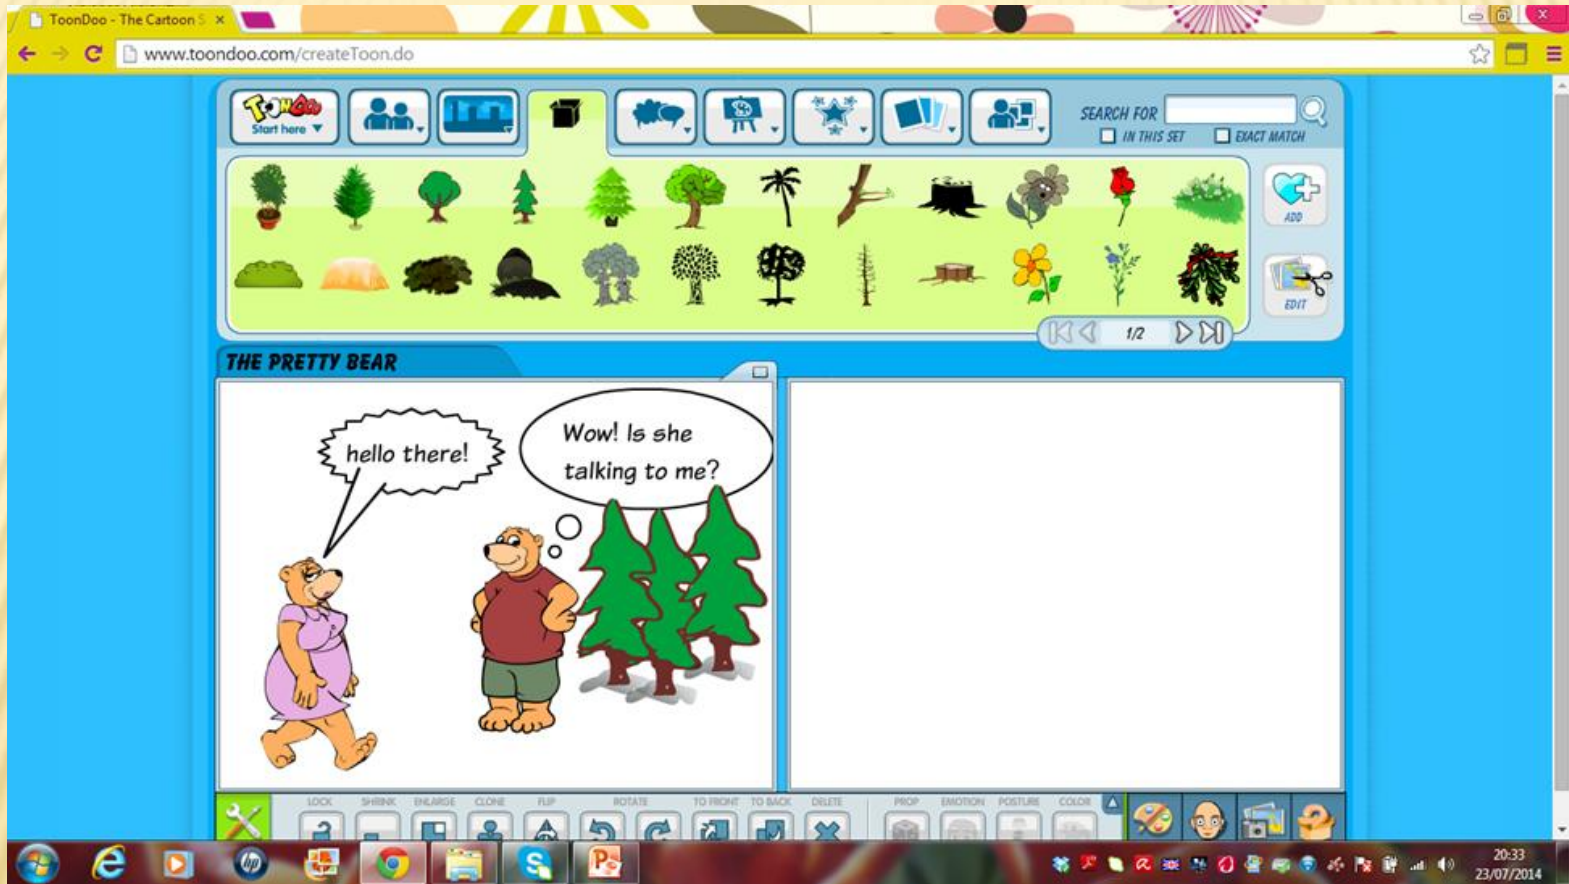 ToonDoo - The Cartoon S
www.toondoo.com/createToon.do
TOONDOO
Start here
SEARCH FOR
IN THIS SET
EXACT MATCH
ADD
EDIT
1/2
THE PRETTY BEAR
hello there!
Wow! Is she
talking to me?
LOCK SHRINK ENLARGE CLONE FLIP ROTATE TO FRONT TO BACK DELETE PROP EMOTION POSTURE COLOR
20:33
23/07/2014